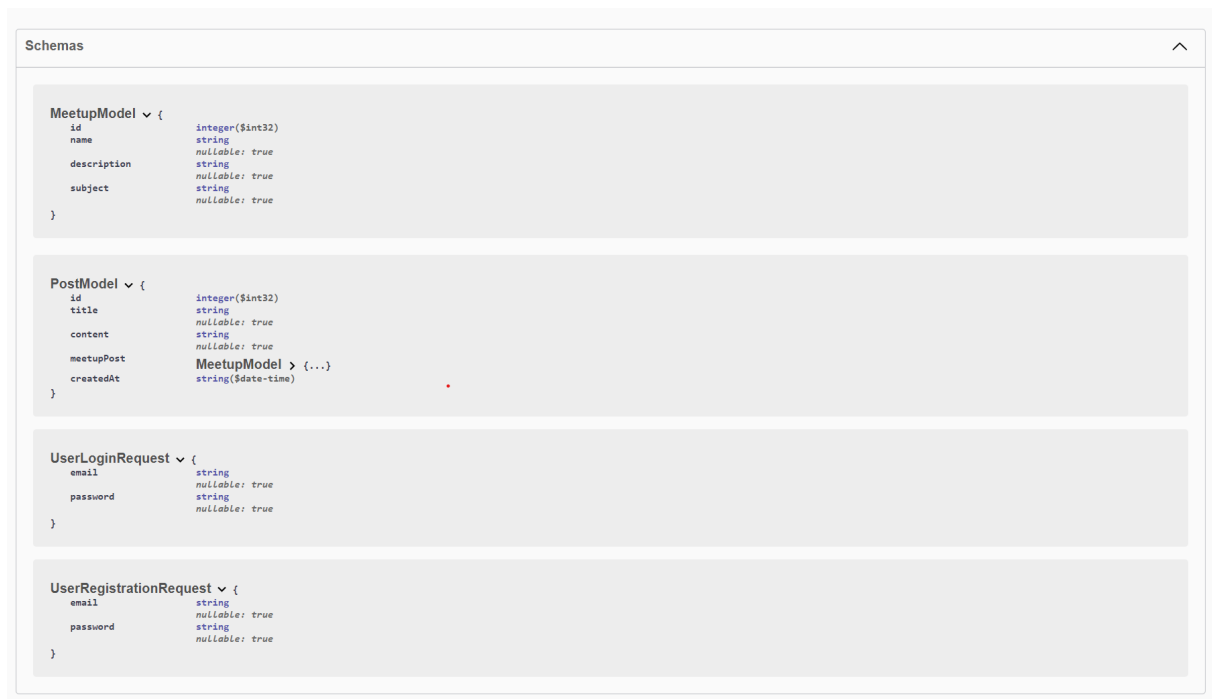 Schemas
MeetupModel {
id integer($int32)
name string
nullable: true
description string
nullable: true
subject string
nullable: true
}
PostModel {
id integer($int32)
title string
nullable: true
content string
nullable: true
meetupPost MeetupModel {...}
createdAt string($date-time)
}
UserLoginRequest {
email string
nullable: true
password string
nullable: true
}
UserRegistrationRequest {
email string
nullable: true
password string
nullable: true
}